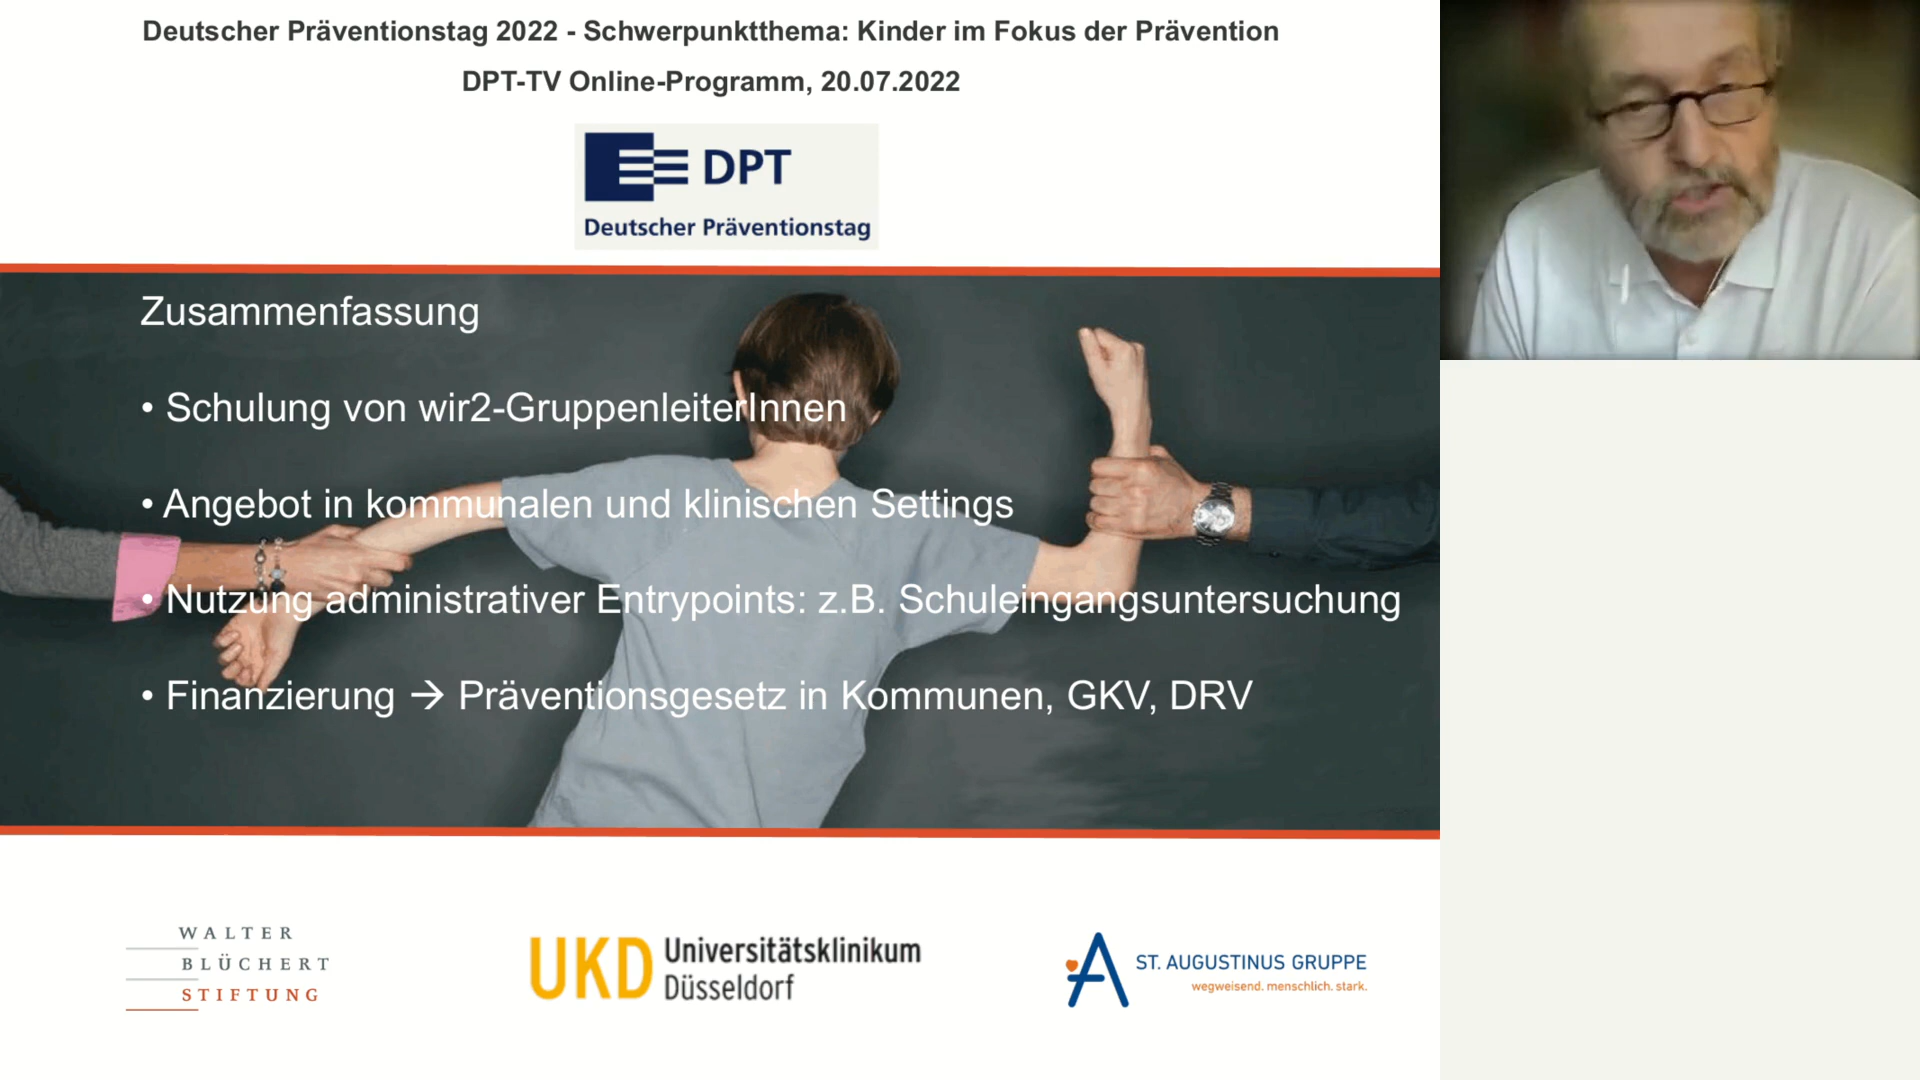 Deutscher Präventionstag 2022 - Schwerpunktthema: Kinder im Fokus der Prävention
DPT-TV Online-Programm, 20.07.2022
DPT
Deutscher Präventionstag
Zusammenfassung
• Schulung von wir2-GruppenleiterInnen
• Angebot in kommunalen und klinischen Settings
• Nutzung administrativer Entrypoints: z.B. Schuleingangsuntersuchung
• Finanzierung → Präventionsgesetz in Kommunen, GKV, DRV
WALTER
BLÜCHERT
STIFTUNG
UKD Universitätsklinikum
Düsseldorf
ST. AUGUSTINUS GRUPPE
wegweisend. menschlich. stark.